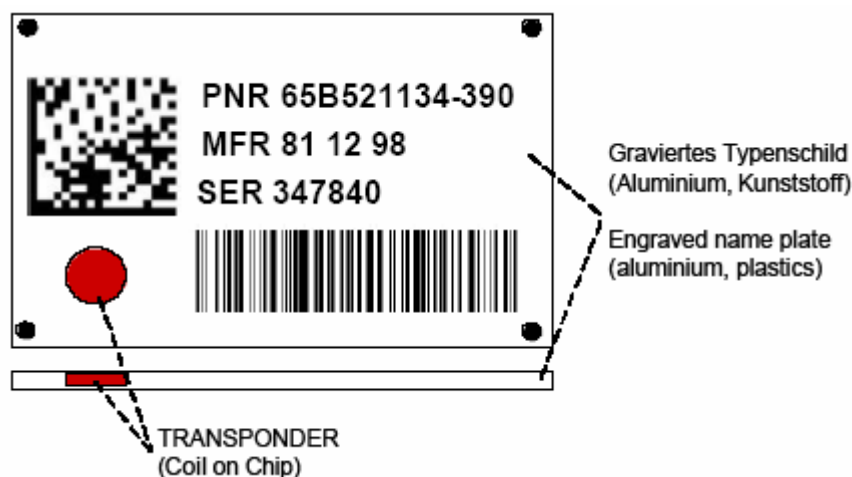 PNR 65B521134-390
MFR 81 12 98
SER 347840
Graviertes Typenschild
(Aluminium, Kunststoff)
Engraved name plate
(aluminium, plastics)
TRANSPONDER
(Coil on Chip)